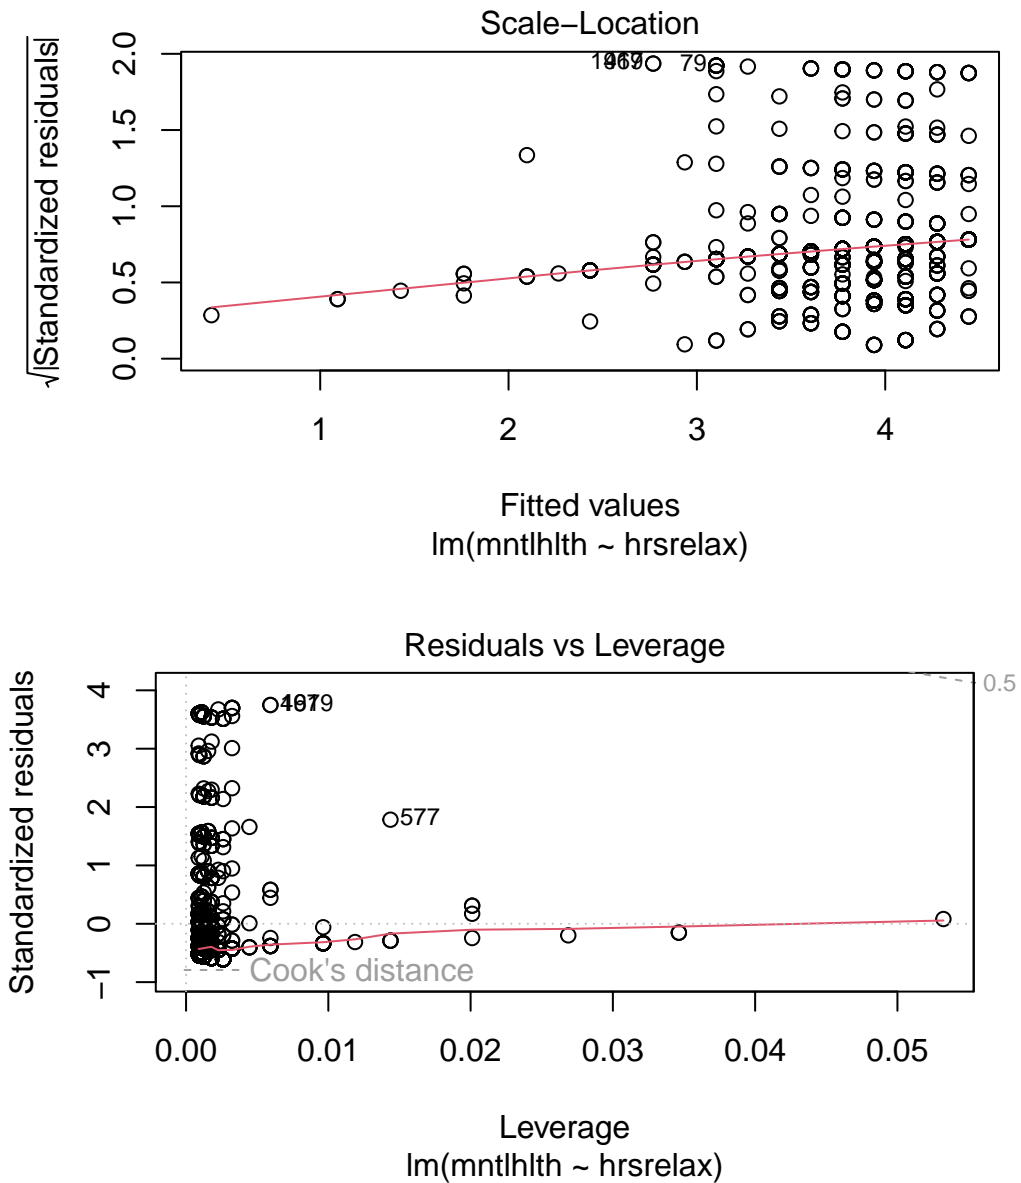 Scale−Location
√|Standardized residuals|
2.0
1.5
1.0
0.5
0.0
79
1 2 3 4
Fitted values
lm(mntlhlth ~ hrsrelax)
Residuals vs Leverage
Standardized residuals
4
3
2
1
0
−1
0.5
577
Cook's distance
0.00 0.01 0.02 0.03 0.04 0.05
Leverage
lm(mntlhlth ~ hrsrelax)